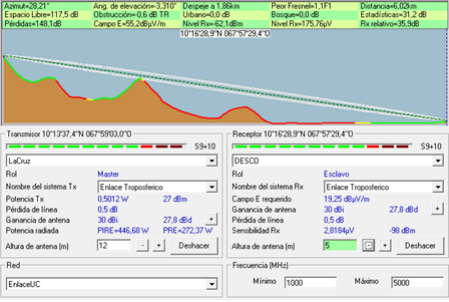 Azimut=28,21° Ang. de elevación=-3,310° Despeje a 1,86km Peor Fresnel=1,1F1 Distancia=6,02km
Espacio Libre=117,5 dB Obstrucción=-0,6 dB TR Urbano=0,0 dB Bosque=0,0 dB Estadísticas=31,2 dB
Pérdidas=148,1dB Campo E=55,2dBµV/m Nivel Rx=-62,1dBm Nivel Rx=175,76µV Rx relativo=35,9dB
10°16'28,9"N 067°57'29,4"O
Transmisor 10°13'37,4"N 067°59'03,0"O
S9+10
LaCruz
Rol Master
Nombre del sistema Tx Enlace Troposferico
Potencia Tx 0,5012 W 27 dBm
Pérdida de línea 0,5 dB
Ganancia de antena 30 dBi 27,8 dBd +
Potencia radiada PIRE=446,68 W PRE=272,37 W
Altura de antena (m) 12 - + Deshacer
Red
EnlaceUC
Receptor 10°16'28,9"N 067°57'29,4"O
S9+10
DESCO
Rol Esclavo
Nombre del sistema Rx Enlace Troposferico
Campo E requerido 19,25 dBµV/m
Ganancia de antena 30 dBi 27,8 dBd +
Pérdida de línea 0,5 dB
Sensibilidad Rx 2,8184µV -98 dBm
Altura de antena (m) 5 - + Deshacer
Frecuencia (MHz)
Mínimo 1000 Máximo 5000